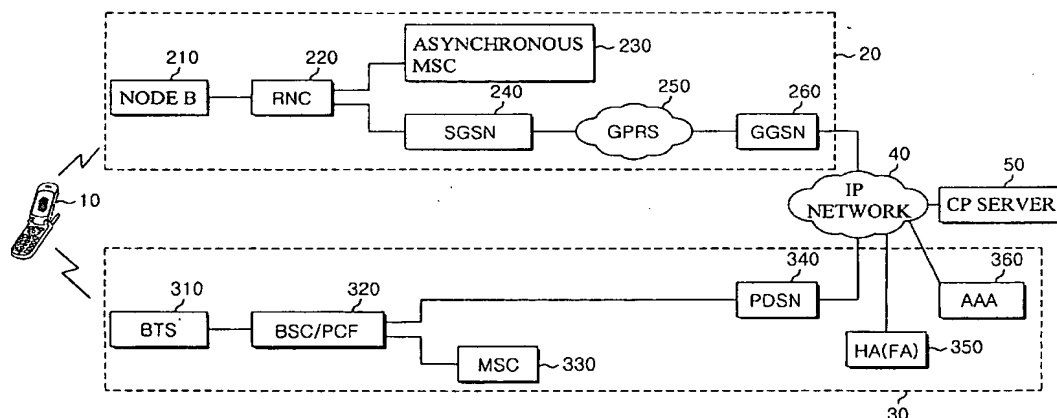 210
NODE B
220
RNC
ASYNCHRONOUS
MSC
230
20
240
SGSN
250
GPRS
260
GGSN
10
40
IP
NETWORK
50
CP SERVER
310
BTS
320
BSC/PCF
MSC
330
340
PDSN
360
AAA
HA(FA)
350
30